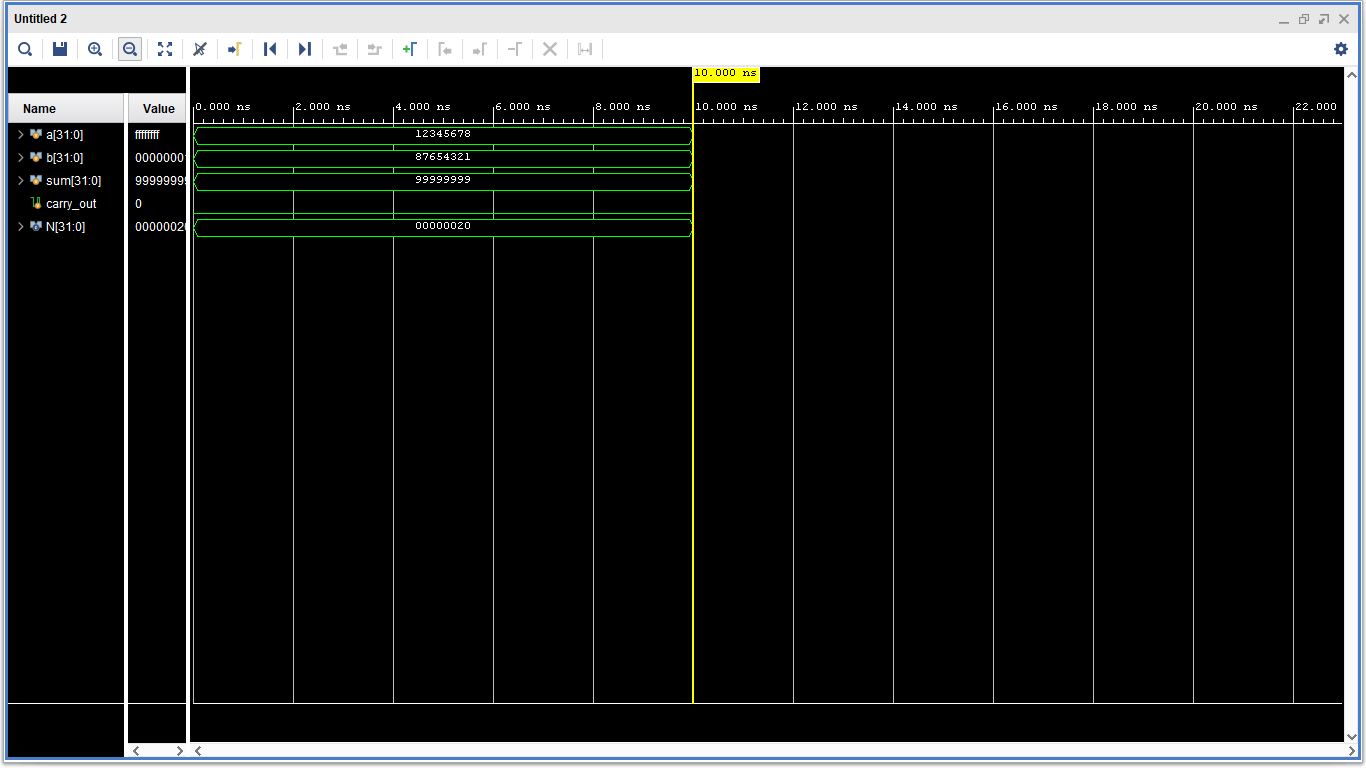 Untitled 2
10.000 ns
Name Value
0.000 ns 2.000 ns 4.000 ns 6.000 ns 8.000 ns 10.000 ns 12.000 ns 14.000 ns 16.000 ns 18.000 ns 20.000 ns 22.000
a[31:0] ffffffff 12345678
b[31:0] 00000001 87654321
sum[31:0] 99999999 99999999
carry_out 0
N[31:0] 00000020 00000020